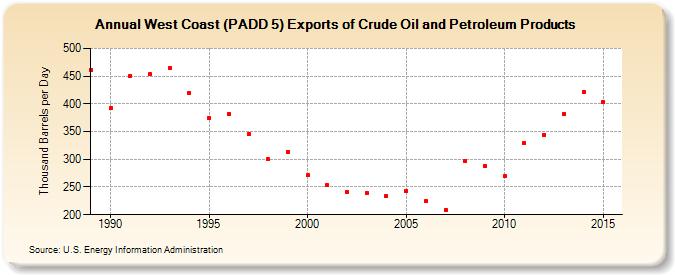 Annual West Coast (PADD 5) Exports of Crude Oil and Petroleum Products
Thousand Barrels per Day
500
450
400
350
300
250
200
1990 1995 2000 2005 2010 2015
Source: U.S. Energy Information Administration